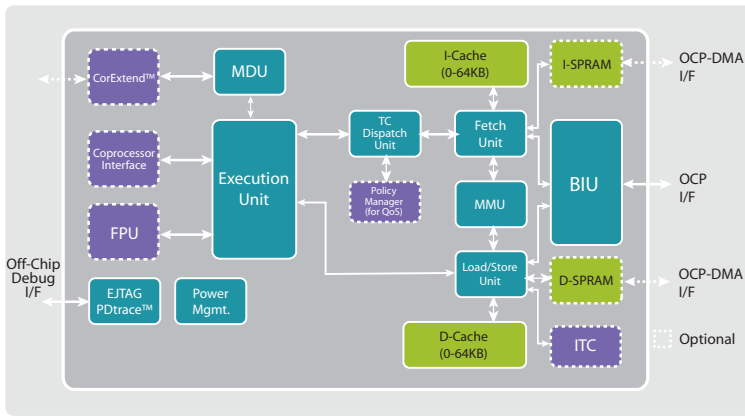 I-Cache
(0-64KB)
I-SPRAM
OCP-DMA
I/F
CorExtend™
MDU
TC
Dispatch
Unit
Fetch
Unit
Coprocessor
Interface
Execution
Unit
Policy
Manager
(for QoS)
MMU
BIU
OCP
I/F
FPU
Off-Chip
Debug
I/F
EJTAG
PDtrace™
Power
Mgmt.
Load/Store
Unit
D-SPRAM
OCP-DMA
I/F
D-Cache
(0-64KB)
ITC
Optional